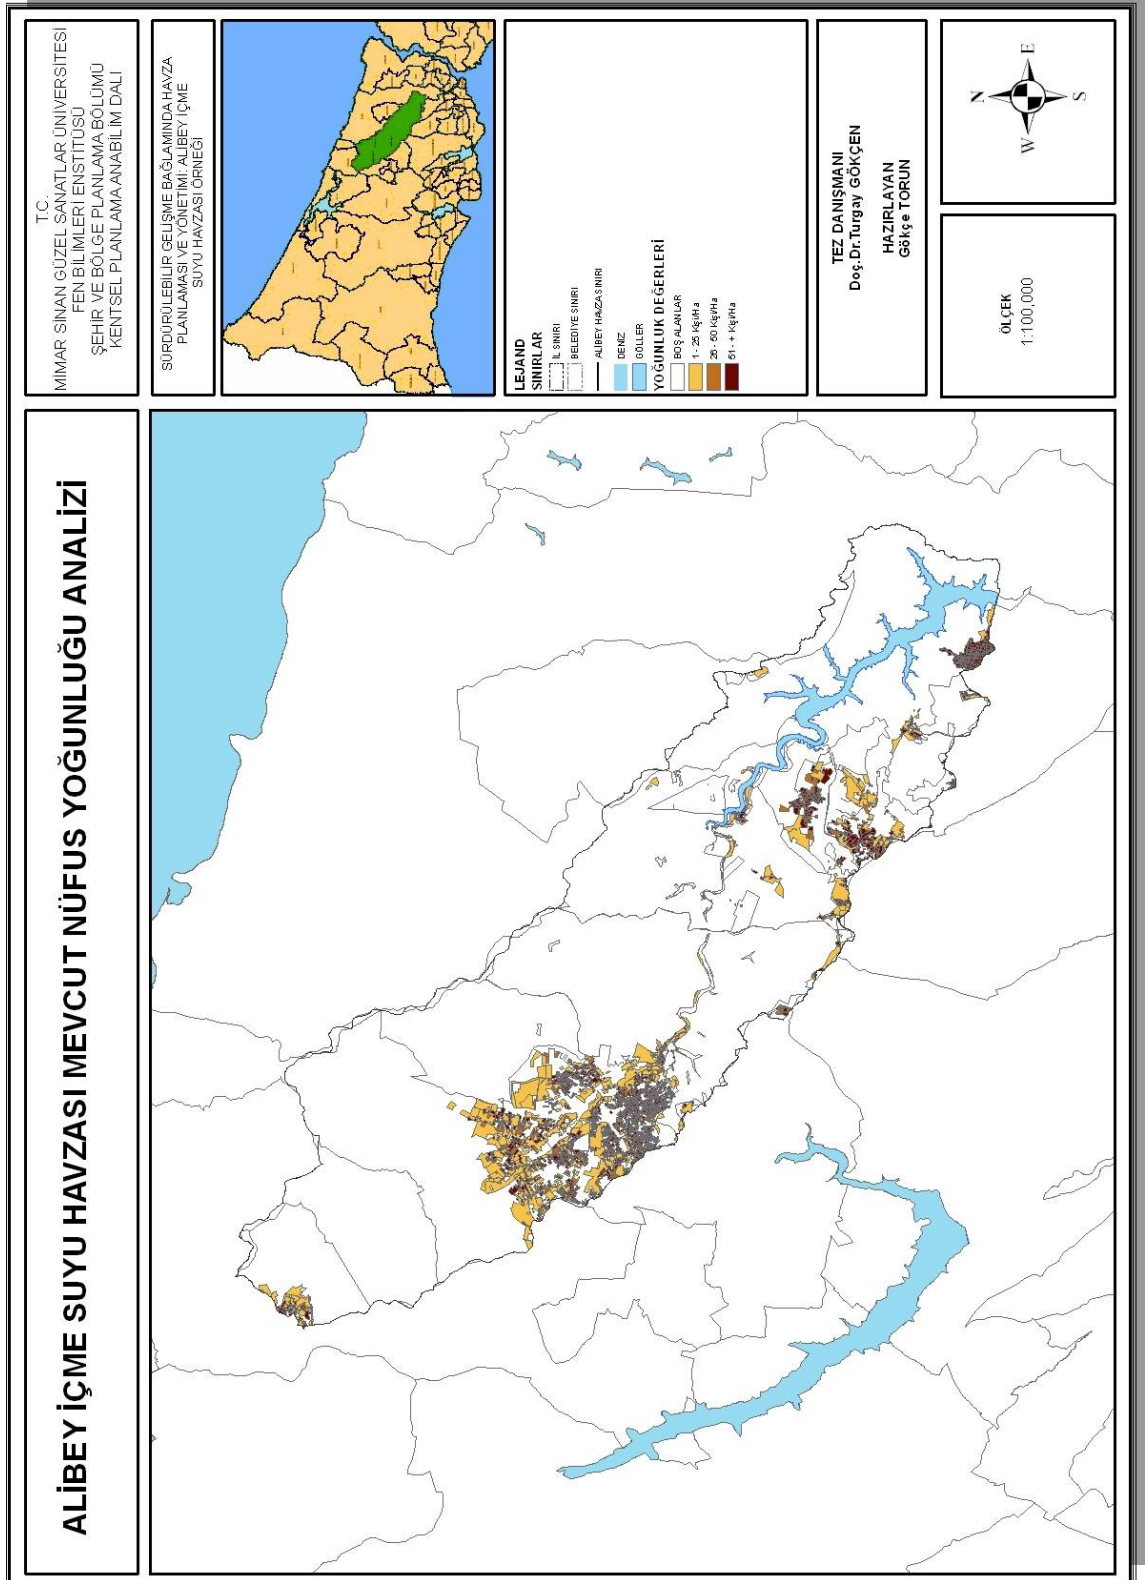 ALİBEY İÇME SUYU HAVZASI MEVCUT NÜFUS YOĞUNLUĞU ANALİZİ
T.C.
MİMAR SİNAN GÜZEL SANATLAR ÜNİVERSİTESİ
FEN BİLİMLERİ ENSTİTÜSÜ
ŞEHİR VE BÖLGE PLANLAMA BÖLÜMÜ
KENTSEL PLANLAMA ANABİLİM DALI
SÜRDÜRÜLEBİLİR GELİŞME BAĞLAMINDA HAVZA
PLANLAMASI VE YÖNETİMİ: ALİBEY İÇME
SUYU HAVZASI ÖRNEĞİ
LEJAND
SINIRLAR
İL SINIRI
BELEDİYE SINIRI
ALİBEY HAVZA SINIRI
DENİZ
GÖLLER
YOĞUNLUK DEĞERLERİ
BOŞ ALANLAR
1 - 25 Kişi/Ha
26 - 50 Kişi/Ha
51 - + Kişi/Ha
TEZ DANIŞMANI
Doç.Dr.Turgay GÖKÇEN
HAZIRLAYAN
Gökçe TORUN
N
W E
S
ÖLÇEK
1:100,000